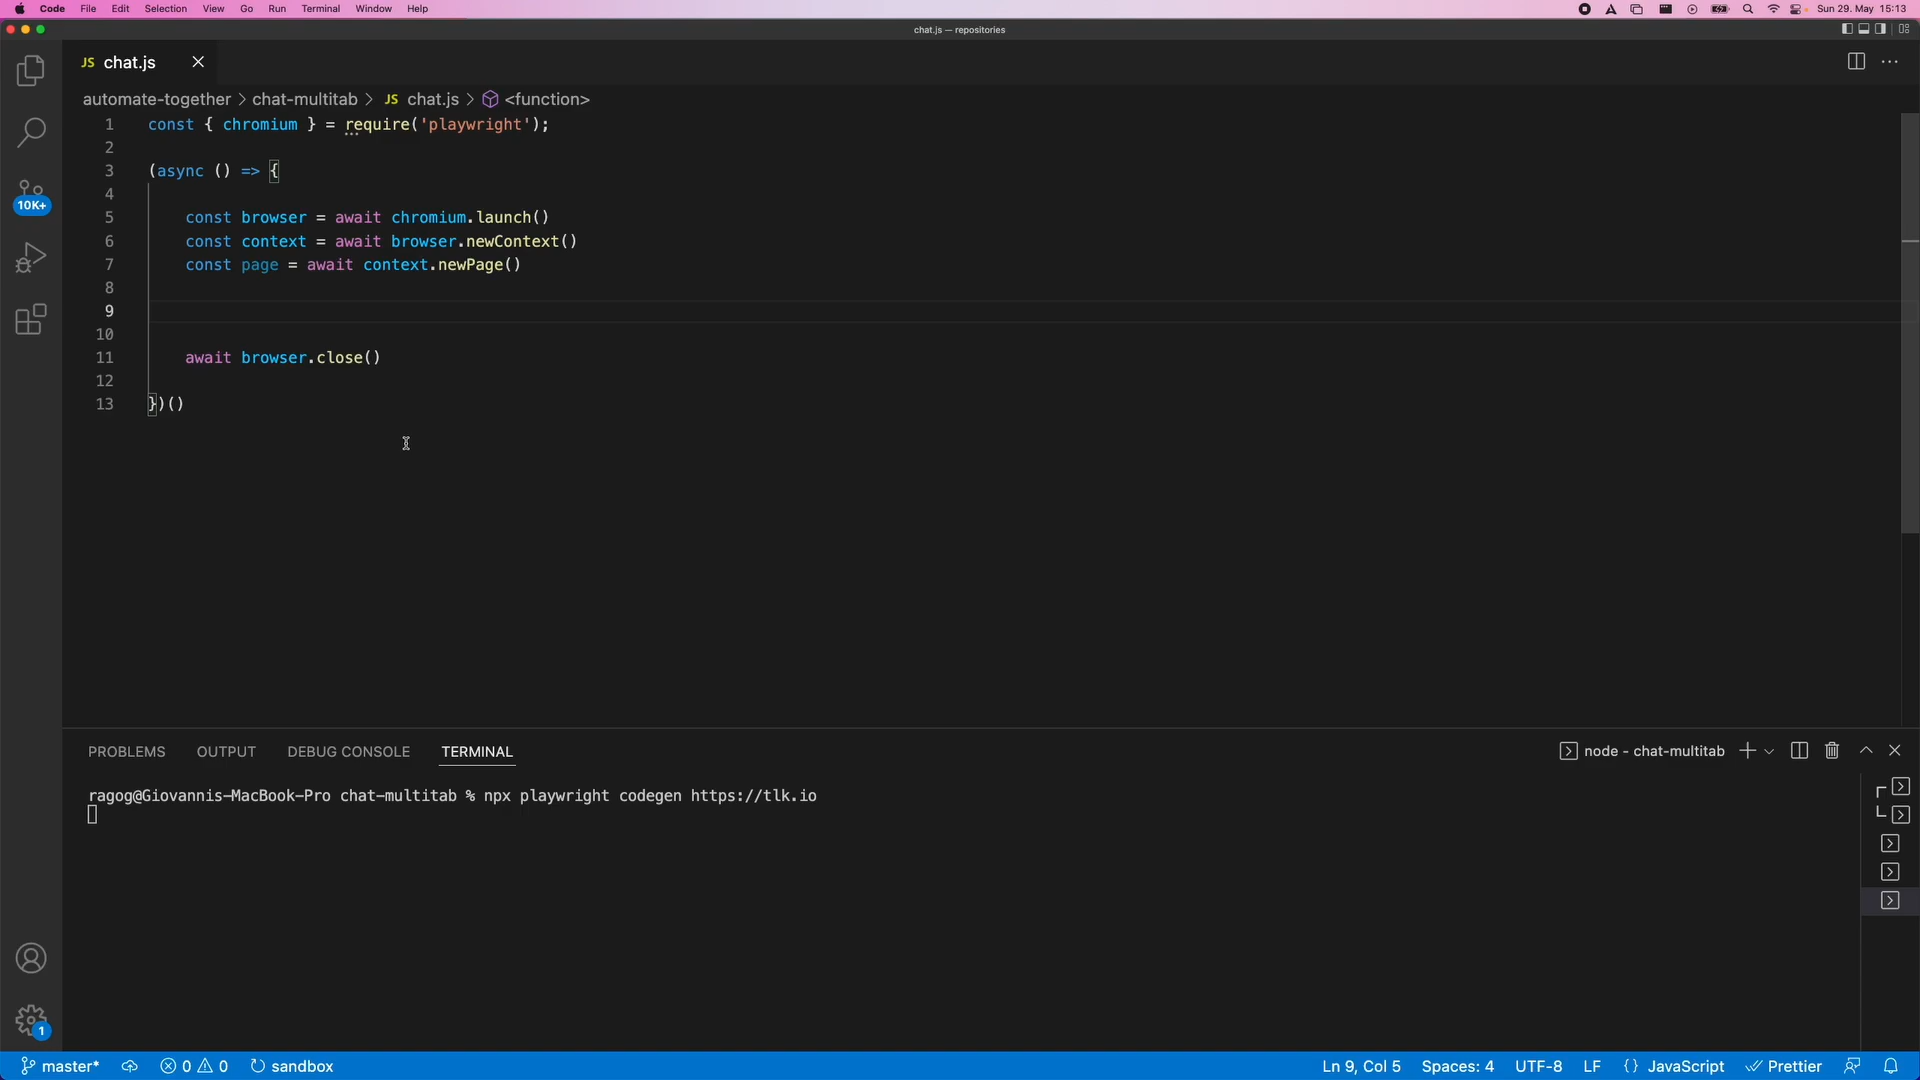 Code File Edit Selection View Go Run Terminal Window Help Sun 29. May 15:13
chat.js — repositories
JS chat.js
automate-together > chat-multitab > JS chat.js > <function>
1 const { chromium } = require('playwright');
2
3 (async () => {
4
5 const browser = await chromium.launch()
6 const context = await browser.newContext()
7 const page = await context.newPage()
8
9
10
11 await browser.close()
12
13 })()
10K+
PROBLEMS OUTPUT DEBUG CONSOLE TERMINAL node - chat-multitab
ragog@Giovannis-MacBook-Pro chat-multitab % npx playwright codegen https://tlk.io
1
master* 0 0 sandbox Ln 9, Col 5 Spaces: 4 UTF-8 LF {} JavaScript Prettier